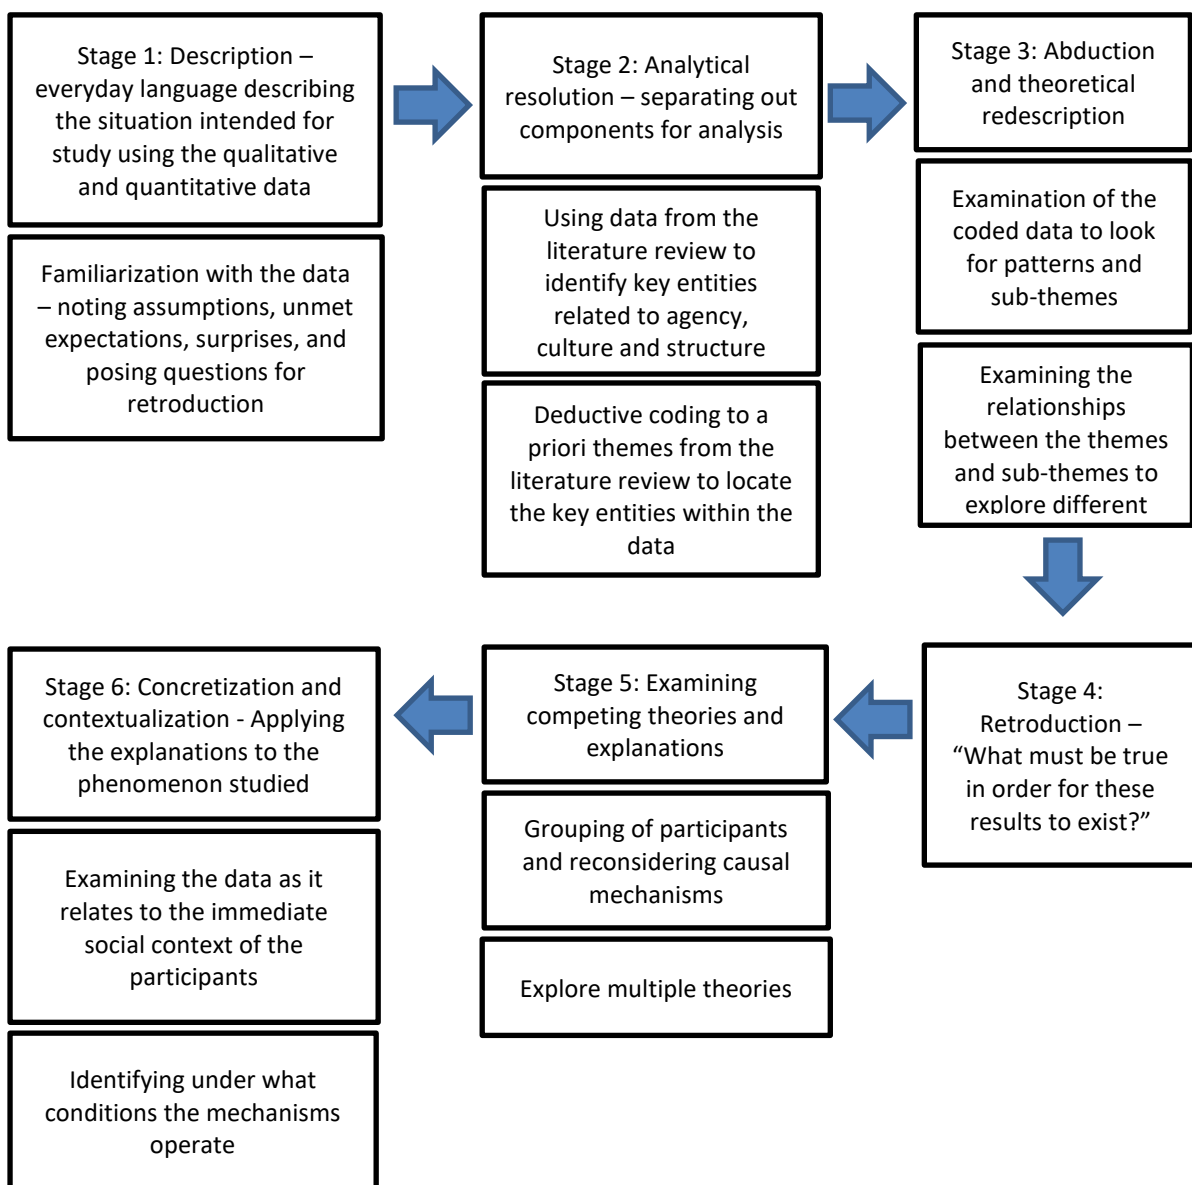 Stage 1: Description –
everyday language describing
the situation intended for
study using the qualitative
and quantitative data
Familiarization with the data
– noting assumptions, unmet
expectations, surprises, and
posing questions for
retroduction
Stage 2: Analytical
resolution – separating out
components for analysis
Using data from the
literature review to
identify key entities
related to agency,
culture and structure
Deductive coding to a
priori themes from the
literature review to locate
the key entities within the
data
Stage 3: Abduction
and theoretical
redescription
Examination of the
coded data to look
for patterns and
sub-themes
Examining the
relationships
between the themes
and sub-themes to
explore different
Stage 4:
Retroduction –
“What must be true
in order for these
results to exist?”
Stage 5: Examining
competing theories and
explanations
Grouping of participants
and reconsidering causal
mechanisms
Explore multiple theories
Stage 6: Concretization and
contextualization - Applying
the explanations to the
phenomenon studied
Examining the data as it
relates to the immediate
social context of the
participants
Identifying under what
conditions the mechanisms
operate